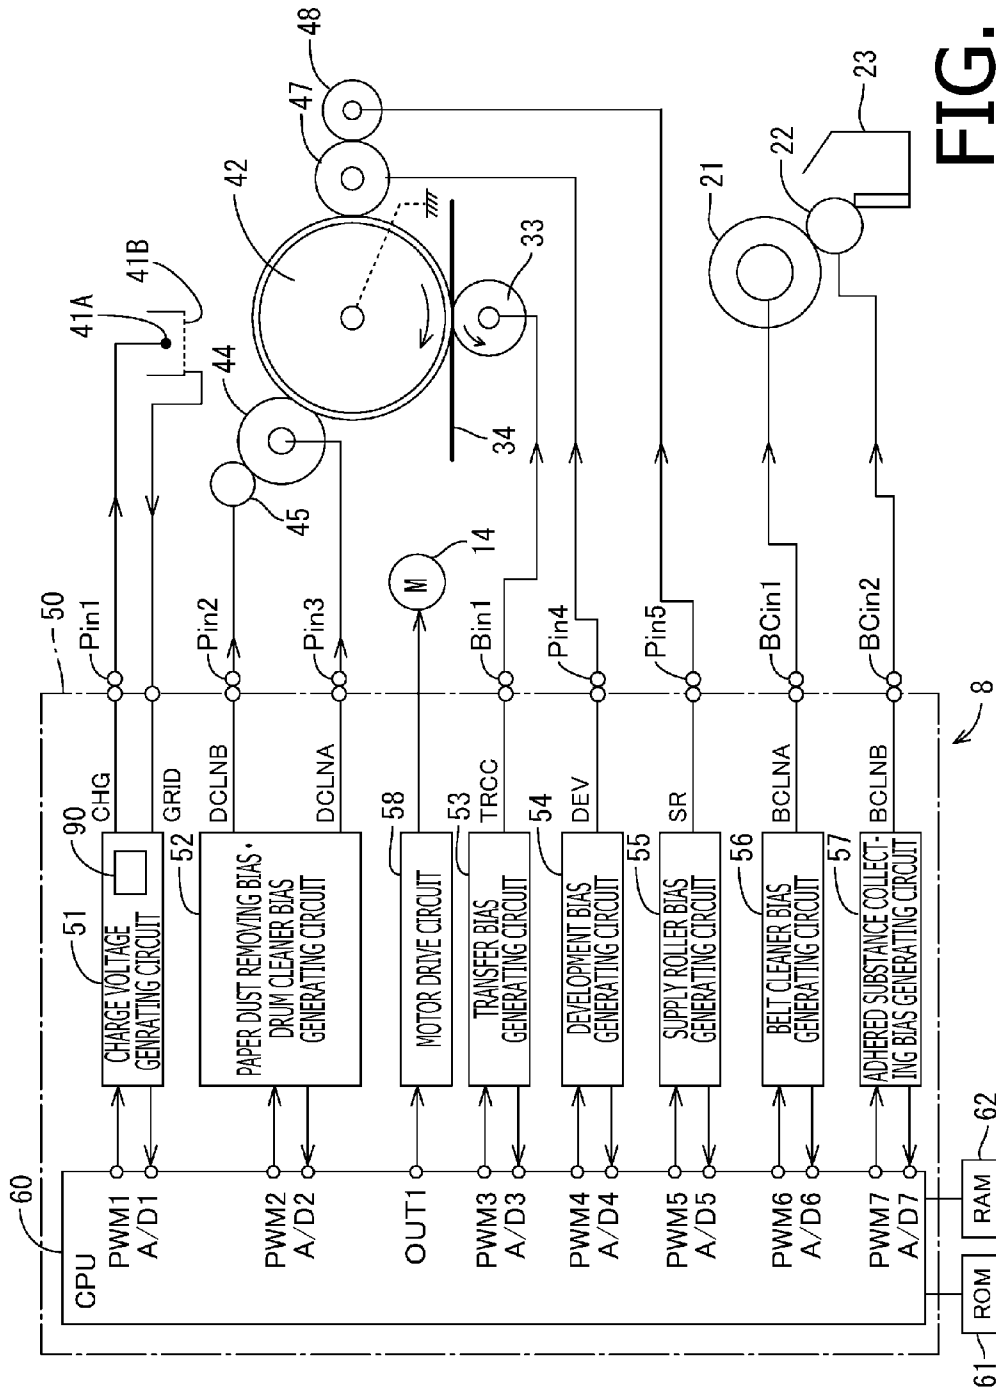 FIG.
8
50
60
CPU
PWM1
A/D1
PWM2
A/D2
OUT1
PWM3
A/D3
PWM4
A/D4
PWM5
A/D5
PWM6
A/D6
PWM7
A/D7
61
ROM
RAM
62
51
90
CHARGE VOLTAGE
GENRATING CIRCUIT
52
PAPER DUST REMOVING BIAS •
DRUM CLEANER BIAS
GENERATING CIRCUIT
58
MOTOR DRIVE CIRCUIT
53
TRANSFER BIAS
GENERATING CIRCUIT
54
DEVELOPMENT BIAS
GENERATING CIRCUIT
55
SUPPLY ROLLER BIAS
GENERATING CIRCUIT
56
BELT CLEANER BIAS
GENERATING CIRCUIT
57
ADHERED SUBSTANCE COLLECT-
ING BIAS GENERATING CIRCUIT
CHG
GRID
DCLNB
DCLNA
TRCC
DEV
SR
BCLNA
BCLNB
Pin1
Pin2
Pin3
Bin1
Pin4
Pin5
BCin1
BCin2
14
M
45
44
41A
41B
42
47
48
34
33
21
22
23